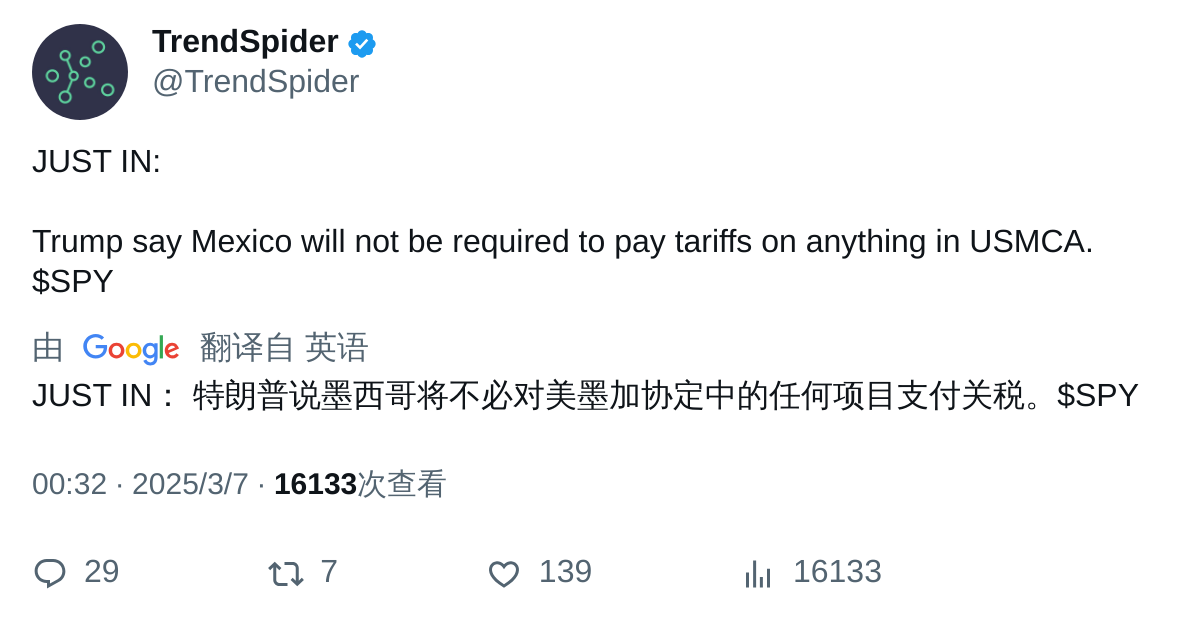 TrendSpider
@TrendSpider
JUST IN:
Trump say Mexico will not be required to pay tariffs on anything in USMCA.
$SPY
由 Google 翻译自 英语
JUST IN： 特朗普说墨西哥将不必对美墨加协定中的任何项目支付关税。$SPY
00:32 · 2025/3/7 · 16133次查看
29 7 139 16133